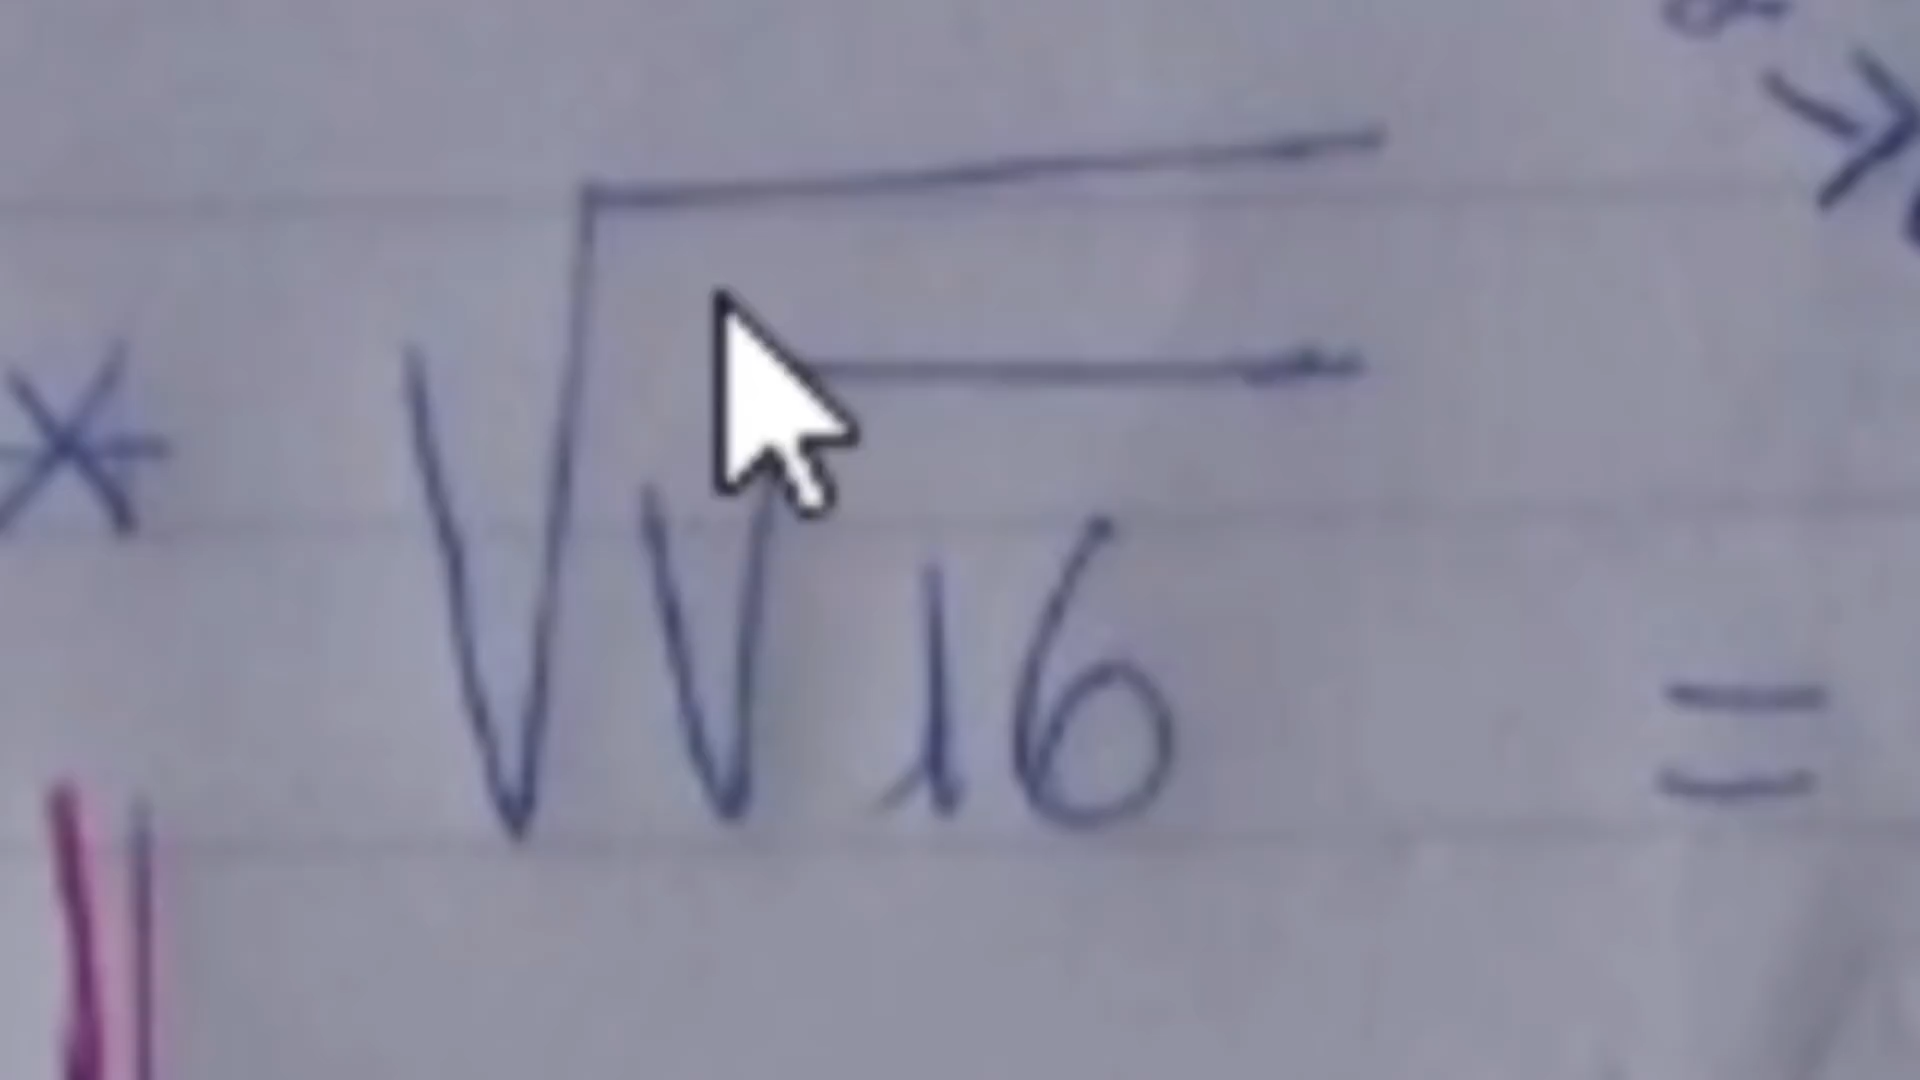 * √√16 =